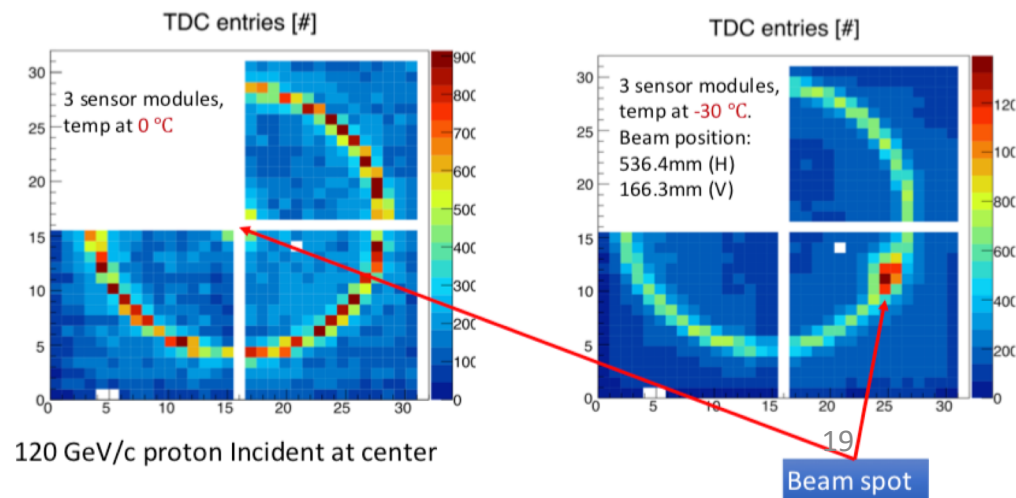 TDC entries [#]
3 sensor modules,
temp at 0 °C
30
25
20
15
10
5
0
0 5 10 15 20 25 30
800
700
600
500
400
300
200
100
0
120 GeV/c proton Incident at center
TDC entries [#]
3 sensor modules,
temp at -30 °C.
Beam position:
536.4mm (H)
166.3mm (V)
30
25
20
15
10
5
0
0 5 10 15 20 25 30
800
600
400
200
0
19
Beam spot